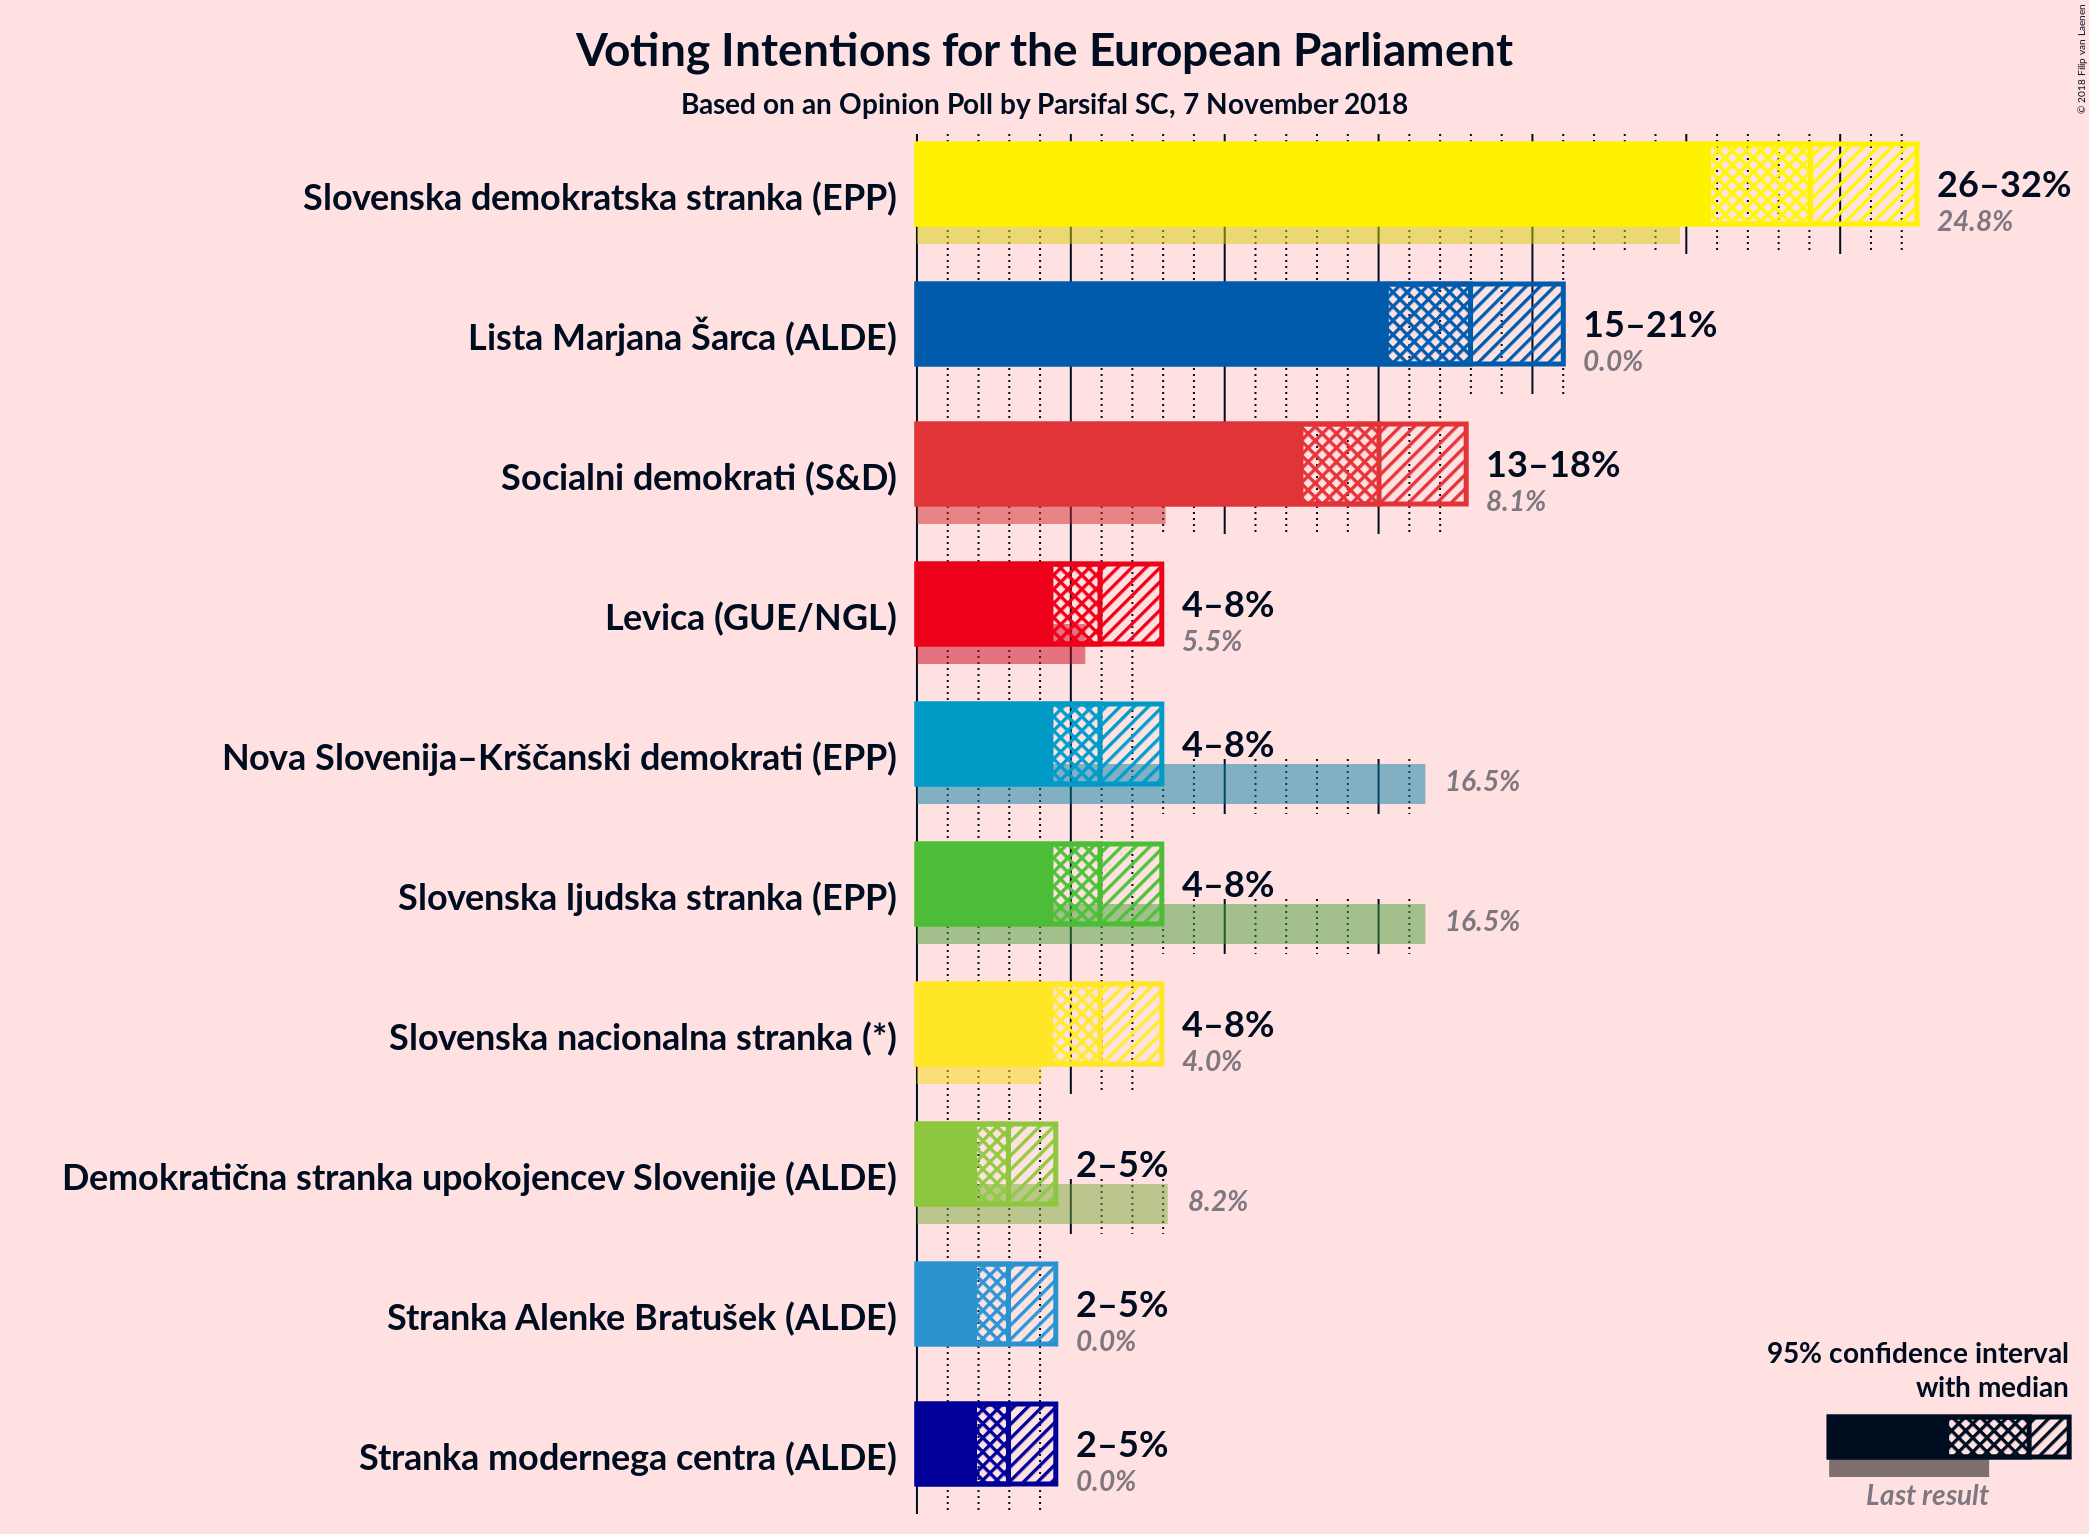 Voting Intentions for the European Parliament
Based on an Opinion Poll by Parsifal SC, 7 November 2018
© 2018 Filip van Laenen
Slovenska demokratska stranka (EPP)
26–32%
24.8%
Lista Marjana Šarca (ALDE)
15–21%
0.0%
Socialni demokrati (S&D)
13–18%
8.1%
Levica (GUE/NGL)
4–8%
5.5%
Nova Slovenija–Krščanski demokrati (EPP)
4–8%
16.5%
Slovenska ljudska stranka (EPP)
4–8%
16.5%
Slovenska nacionalna stranka (*)
4–8%
4.0%
Demokratična stranka upokojencev Slovenije (ALDE)
2–5%
8.2%
Stranka Alenke Bratušek (ALDE)
2–5%
0.0%
Stranka modernega centra (ALDE)
2–5%
0.0%
95% confidence interval
with median
Last result